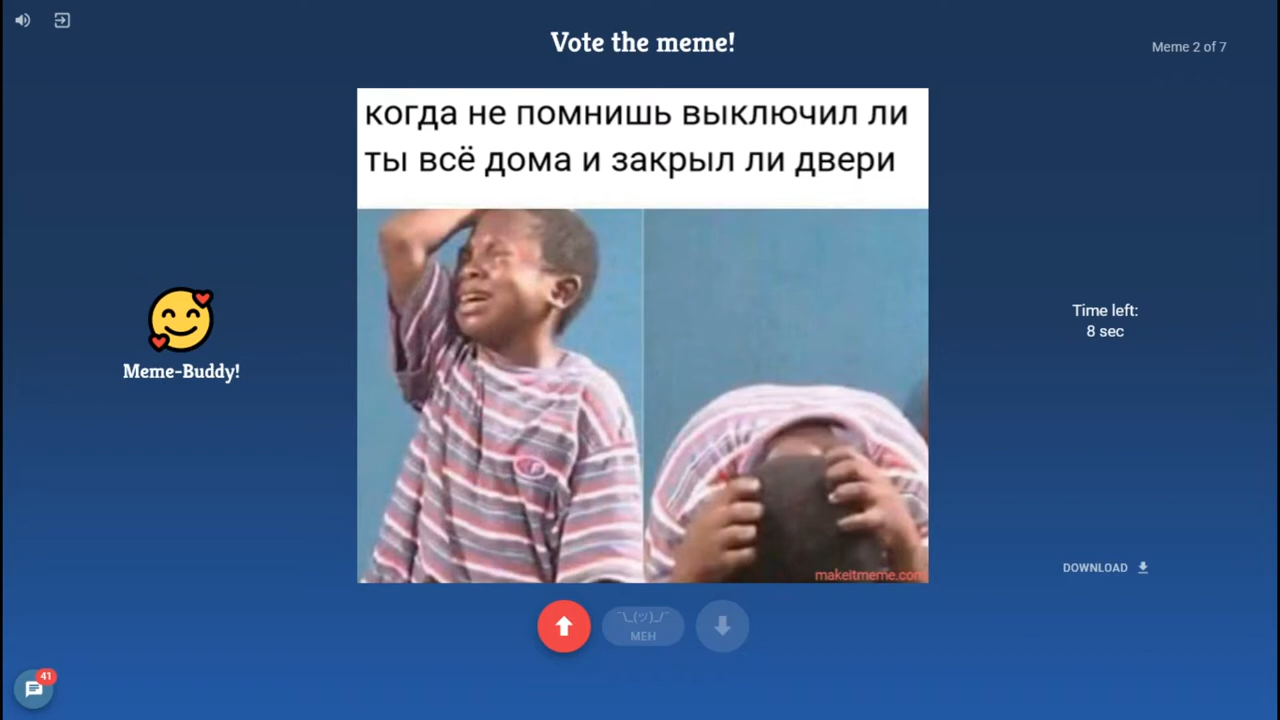 Vote the meme!
Meme 2 of 7
когда не помнишь выключил ли
ты всё дома и закрыл ли двери
Meme-Buddy!
Time left:
8 sec
makeitmeme.com
DOWNLOAD
¯\_(ツ)_/¯
MEH
41